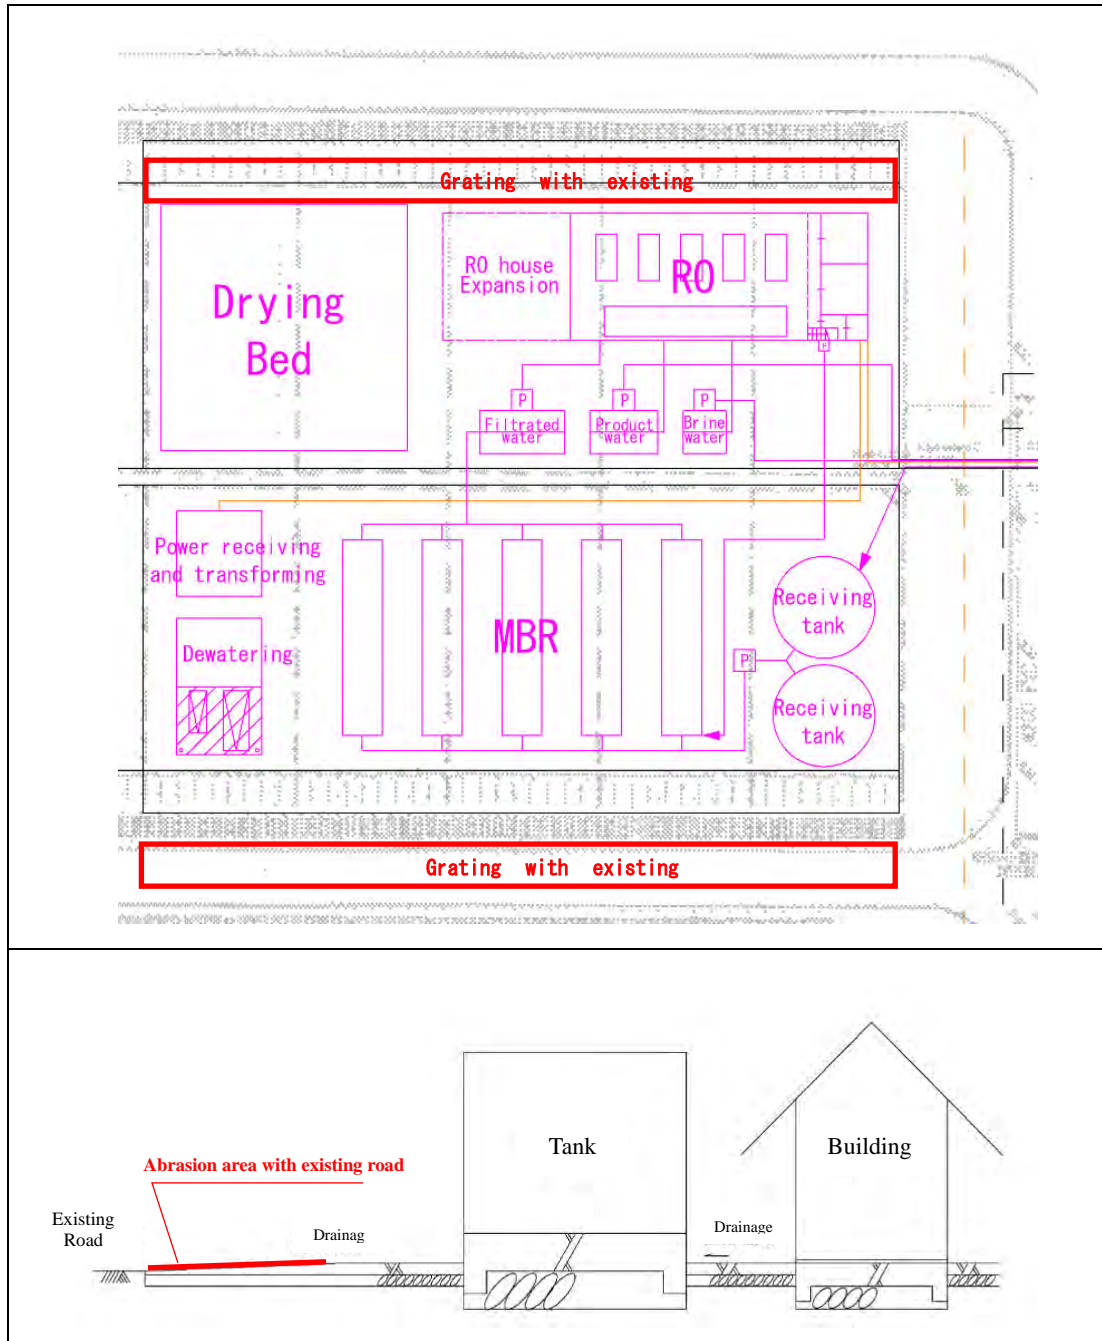 Grating with existing
Drying
Bed
RO house
Expansion
RO
P
P
P
P
Filtrated
water
Product
water
Brine
water
Power receiving
and transforming
Dewatering
MBR
Receiving
tank
P
Receiving
tank
Grating with existing
Tank
Building
Abrasion area with existing road
Existing
Road
Drainag
Drainage